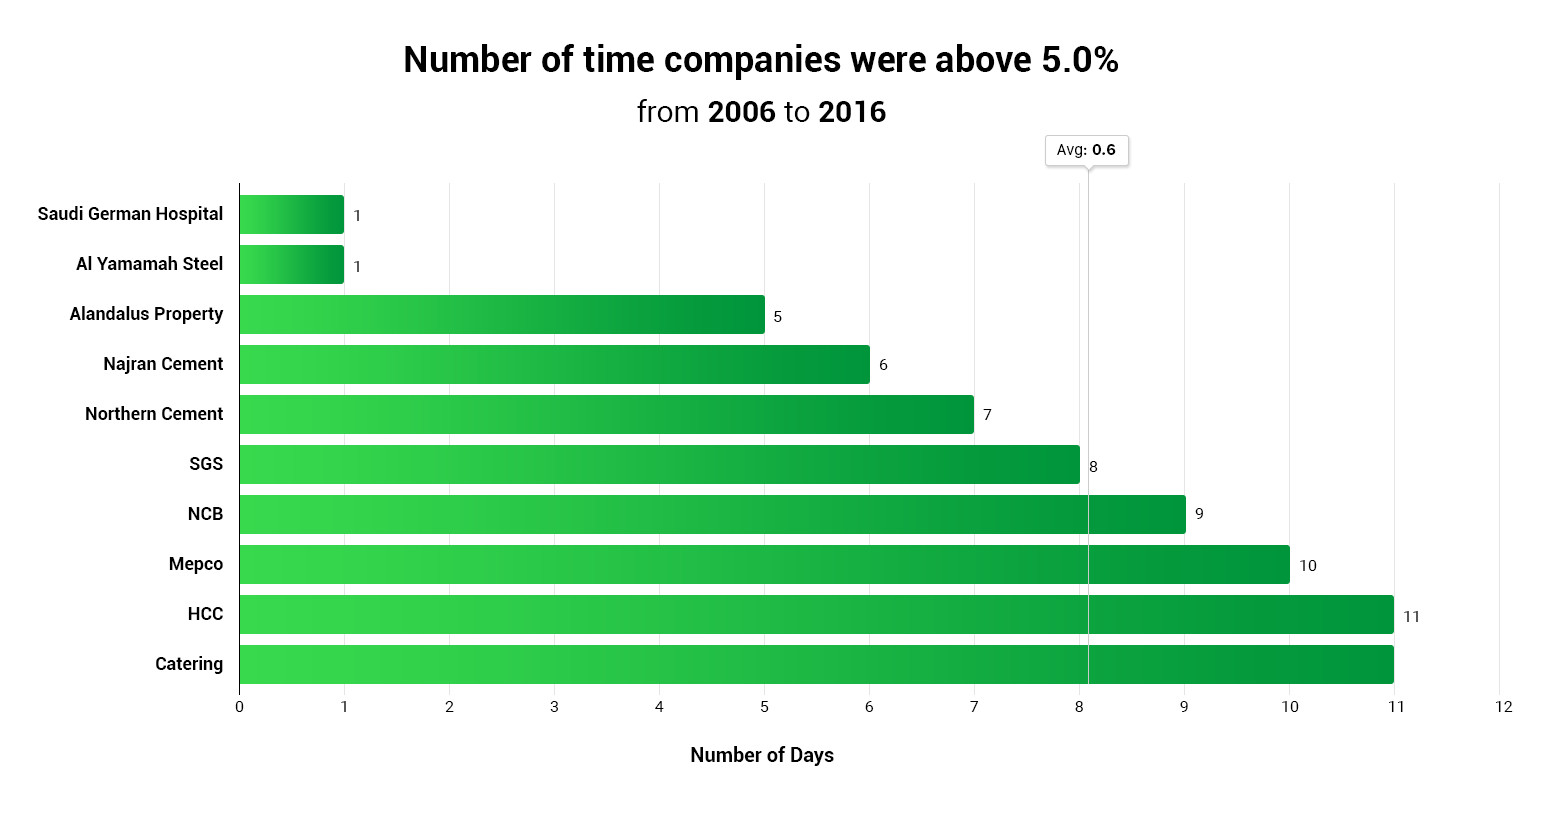 Number of time companies were above 5.0%
from 2006 to 2016
Avg: 0.6
Saudi German Hospital 1
Al Yamamah Steel 1
Alandalus Property 5
Najran Cement 6
Northern Cement 7
SGS 8
NCB 9
Mepco 10
HCC 11
Catering
0 1 2 3 4 5 6 7 8 9 10 11 12
Number of Days